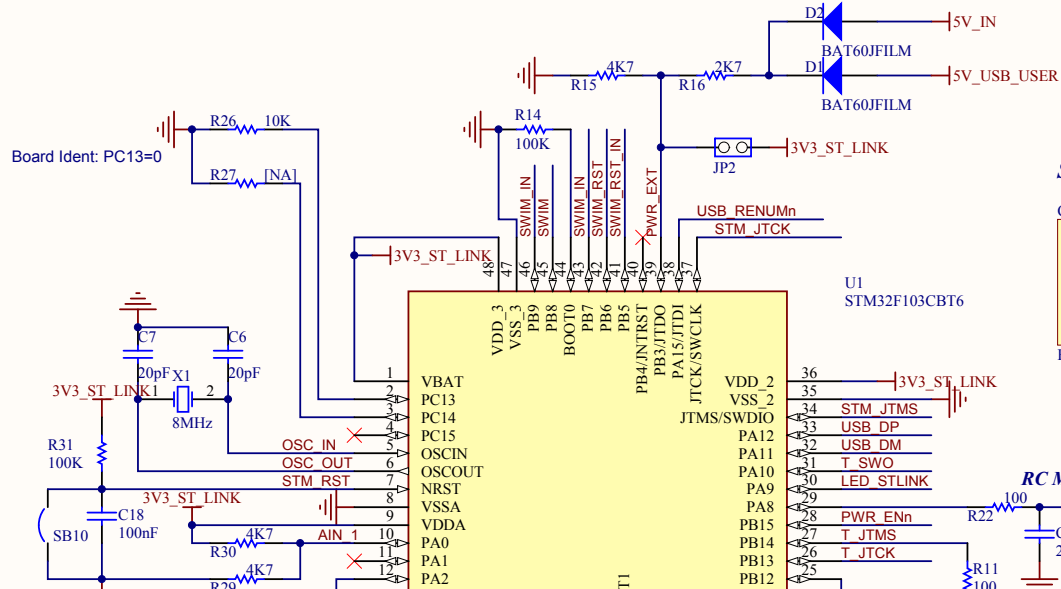 D2
5V_IN
BAT60JFILM
R15
4K7
R16
2K7
D1
5V_USB_USER
BAT60JFILM
R26
10K
R14
100K
Board Ident: PC13=0
R27
[NA]
SWIM_IN
SWIM
SWIM_IN
SWIM_RST
SWIM_RST_IN
PWR_EXT
JP2
3V3_ST_LINK
USB_RENUMn
STM_JTCK
3V3_ST_LINK
48
47
46
45
44
43
42
41
40
39
38
37
U1
STM32F103CBT6
VDD_3
VSS_3
PB9
PB8
BOOT0
PB7
PB6
PB5
PB4/JNTRST
PB3/JTDO
PA15/JTDI
JTCK/SWCLK
C7
20pF
C6
20pF
X1
1
2
8MHz
3V3_ST_LINK
R31
100K
OSC_IN
OSC_OUT
STM_RST
3V3_ST_LINK
C18
100nF
SB10
R30
4K7
AIN_1
4K7
R29
1 VBAT
2 PC13
3 PC14
4 PC15
5 OSCIN
6 OSCOUT
7 NRST
8 VSSA
9 VDDA
10 PA0
11 PA1
12 PA2
VDD_2 36 3V3_ST_LINK
VSS_2 35
JTMS/SWDIO 34 STM_JTMS
PA12 33 USB_DP
PA11 32 USB_DM
PA10 31 T_SWO
PA9 30 LED_STLINK
PA8 29
PB15 28 PWR_ENn
PB14 27 T_JTMS
PB13 26 T_JTCK
PB12 25
R22
100
RC M
R11
100